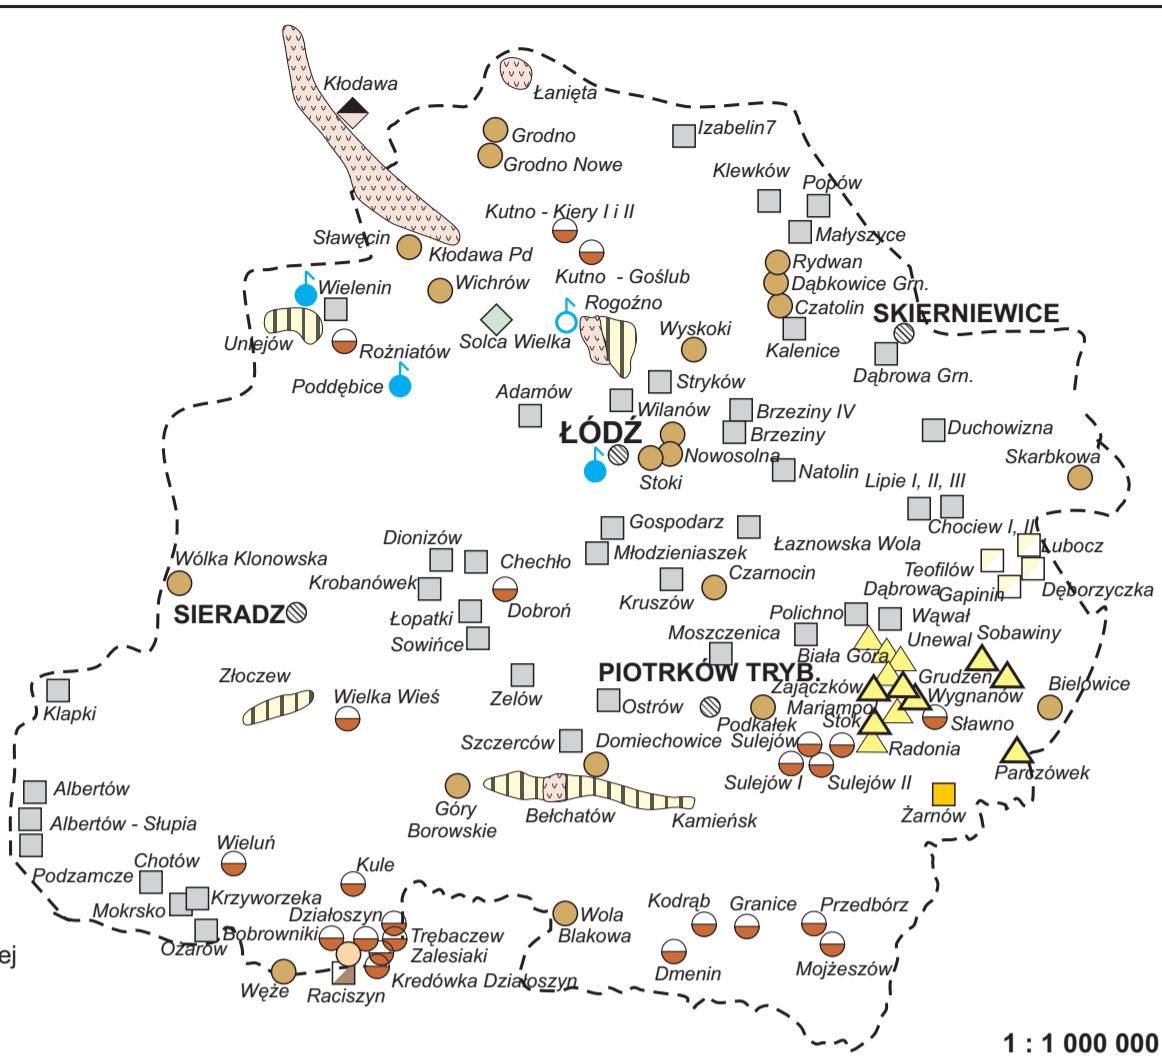 Kłodawa
Łanięta
Grodno
Izabelin7
Grodno Nowe
Klewków
Popów
Kutno - Kiery I i II
Małyszyce
Sławęcin
Kłodawa Pd
Rydwan
Kutno - Goślub
Dąbkowice Grn.
Wichrów
Wielenin
Rogoźno
Czatolin
SKIERNIEWICE
Uniejów
Rożniatów
Solca Wielka
Wyskoki
Kalenice
Dąbrowa Grn.
Poddębice
Adamów
Stryków
Wilanów
Brzeziny IV
ŁÓDŹ
Brzeziny
Duchowizna
Nowosolna
Skarbkowa
Stoki
Natolin
Lipie I, II, III
Gospodarz
Chociew I, II
Dionizów
Łaznowska Wola
Lubocz
Wólka Klonowska
Chechło
Młodzieniaszek
Teofilów
Krobanówek
Czarnocin
Dąbrowa
Gapinin
Dęborzyczka
SIERADZ
Dobroń
Kruszów
Polichno
Wąwał
Łopatki
Sowińce
Moszczenica
Unewal
Sobawiny
Biała Góra
Złoczew
PIOTRKÓW TRYB.
Grudzeń
Zelów
Zajączków
Bielowice
Wielka Wieś
Wygnanów
Klapki
Ostrów
Mariampol
Podkałek
Stok
Sławno
Szczerców
Domiechowice
Sulejów
Radonia
Parczówek
Albertów
Sulejów I
Sulejów II
Góry
Borowskie
Bełchatów
Kamieńsk
Żarnów
Albertów - Słupia
Wieluń
Chotów
Kule
Podzamcze
Krzyworzeka
Mokrsko
Działoszyn
Wola
Blakowa
Kodrąb
Granice
Przedbórz
Bobrowniki
Trębaczew
Ożarów
Zalesiaki
ej
Dmenin
Mojżeszów
Węże
Raciszyn
Kredówka Działoszyn
1 : 1 000 000